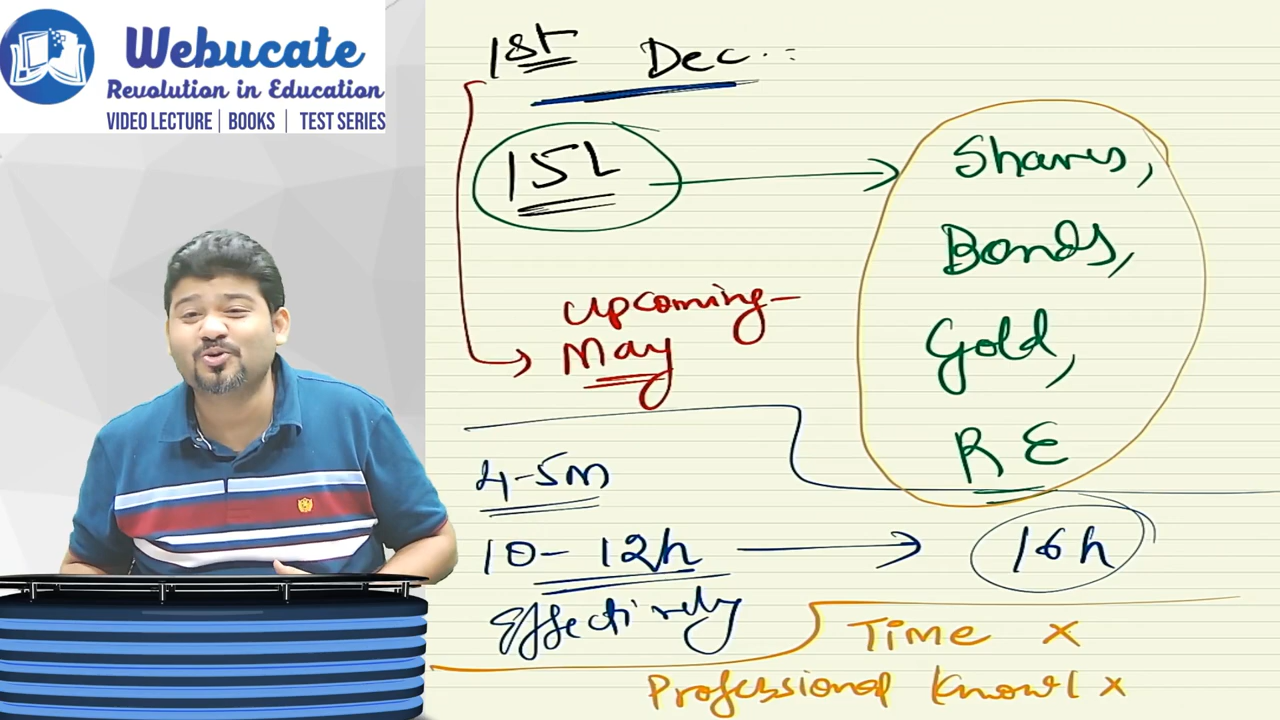 Webucate
Revolution in Education
VIDEO LECTURE | BOOKS | TEST SERIES
1st Dec
15L
Shares,
Bonds,
Gold,
RE
Upcoming
May
4-5m
10-12h
16h
Effectively
Time x
Professional Knowl x